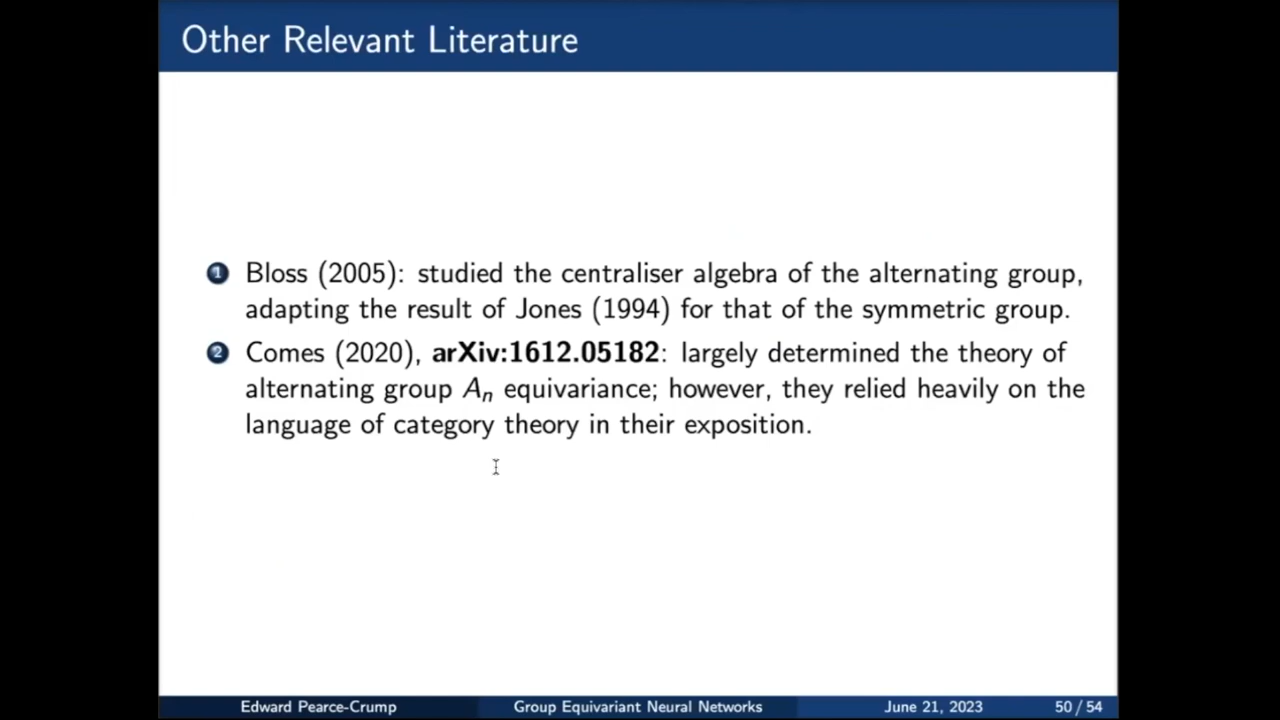 Other Relevant Literature
1 Bloss (2005): studied the centraliser algebra of the alternating group,
adapting the result of Jones (1994) for that of the symmetric group.
2 Comes (2020), arXiv:1612.05182: largely determined the theory of
alternating group Aₙ equivariance; however, they relied heavily on the
language of category theory in their exposition.
Edward Pearce-Crump Group Equivariant Neural Networks June 21, 2023 50 / 54